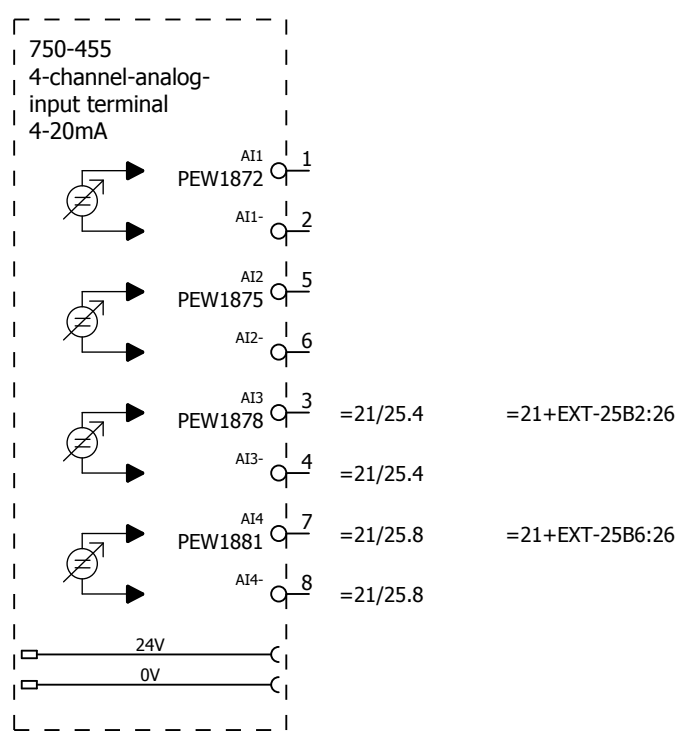 750-455
4-channel-analog-
input terminal
4-20mA
AI1 1
PEW1872
AI1- 2
AI2 5
PEW1875
AI2- 6
AI3 3 =21/25.4 =21+EXT-25B2:26
PEW1878
AI3- 4 =21/25.4
AI4 7 =21/25.8 =21+EXT-25B6:26
PEW1881
AI4- 8 =21/25.8
24V
0V